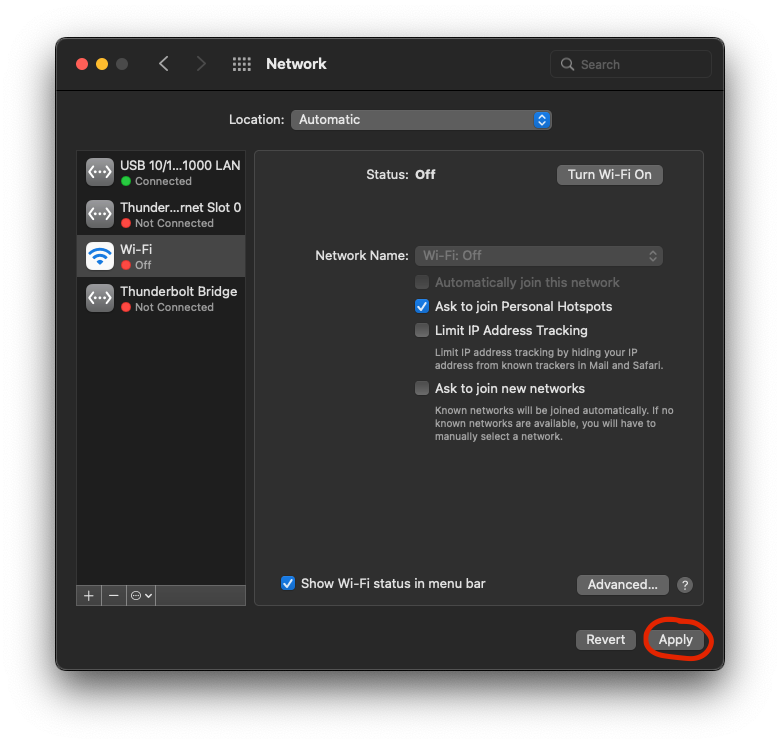 Network
Search
Location: Automatic
USB 10/1...1000 LAN
Connected
Thunder...rnet Slot 0
Not Connected
Wi-Fi
Off
Thunderbolt Bridge
Not Connected
Status: Off
Turn Wi-Fi On
Network Name: Wi-Fi: Off
Automatically join this network
Ask to join Personal Hotspots
Limit IP Address Tracking
Limit IP address tracking by hiding your IP
address from known trackers in Mail and Safari.
Ask to join new networks
Known networks will be joined automatically. If no
known networks are available, you will have to
manually select a network.
Show Wi-Fi status in menu bar
Advanced...
?
Revert
Apply